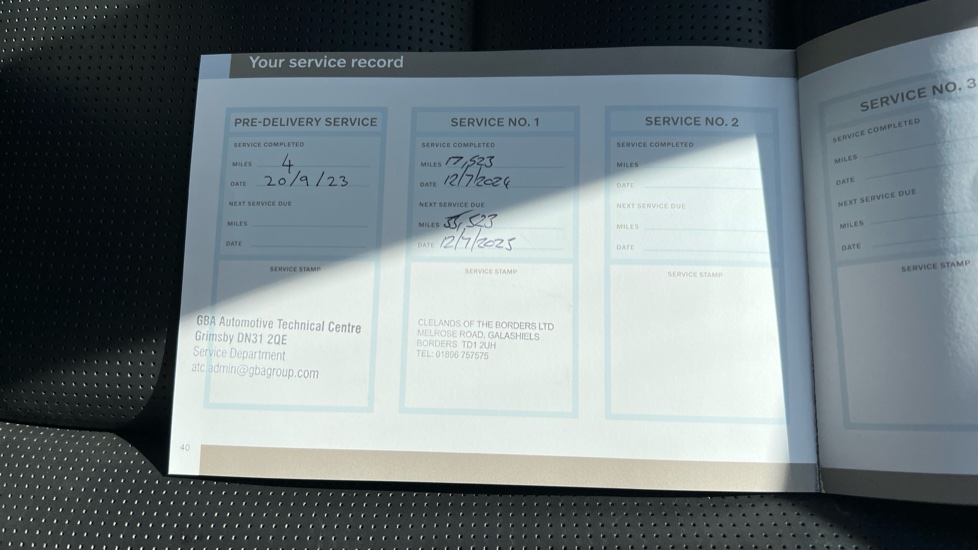 Your service record
PRE-DELIVERY SERVICE
SERVICE COMPLETED
MILES 4
DATE 20/9/23
NEXT SERVICE DUE
MILES
DATE
SERVICE STAMP
GBA Automotive Technical Centre
Grimsby DN31 2QE
Service Department
atc.admin@gbagroup.com
SERVICE NO. 1
SERVICE COMPLETED
MILES 17,523
DATE 12/7/2024
NEXT SERVICE DUE
MILES 35,523
DATE 12/7/2025
SERVICE STAMP
CLELANDS OF THE BORDERS LTD
MELROSE ROAD, GALASHIELS
BORDERS TD1 2UH
TEL: 01896 757575
SERVICE NO. 2
SERVICE COMPLETED
MILES
DATE
NEXT SERVICE DUE
MILES
DATE
SERVICE STAMP
SERVICE NO. 3
SERVICE COMPLETED
MILES
DATE
NEXT SERVICE DUE
MILES
DATE
SERVICE STAMP
40